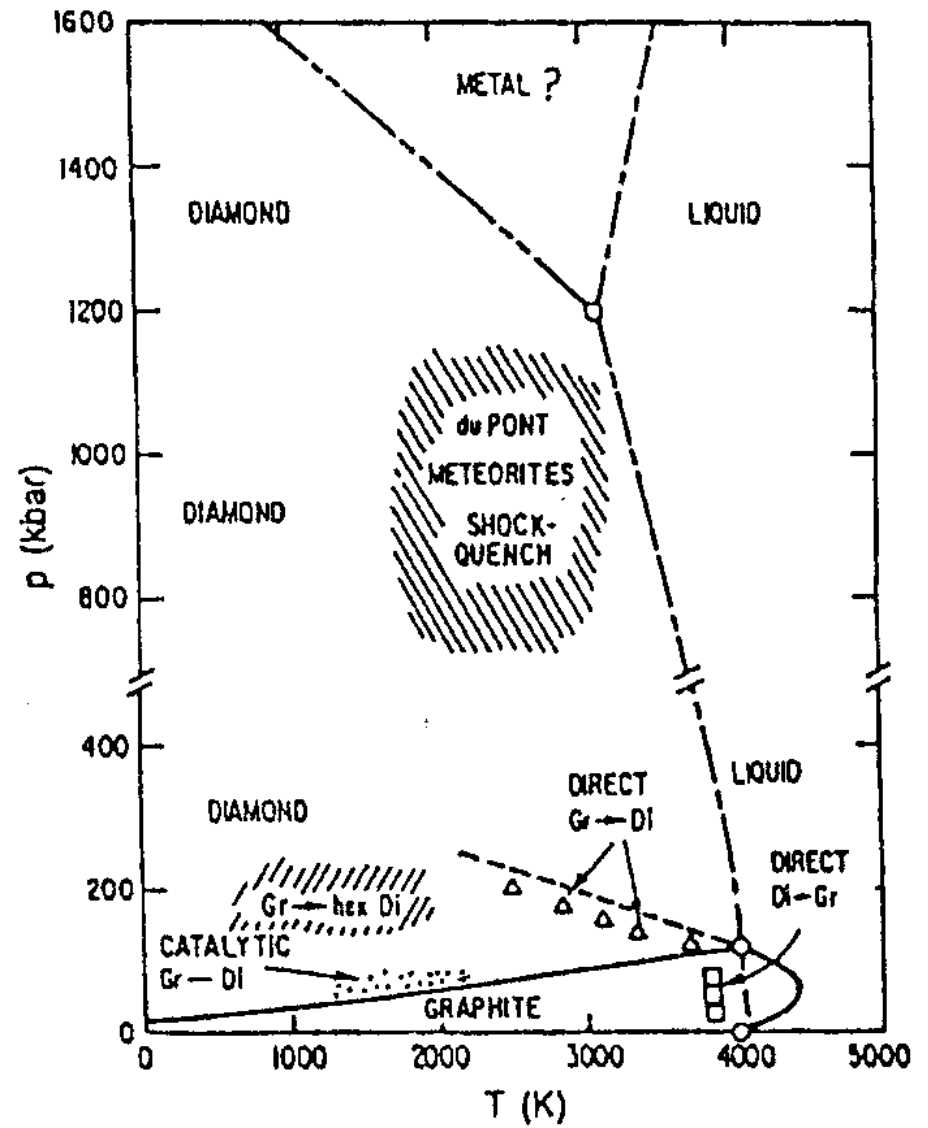 1600
METAL ?
1400
DIAMOND
LIQUID
1200
du PONT
1000
METEORITES
DIAMOND
SHOCK-
QUENCH
p (kbar)
800
400
LIQUID
DIRECT
Gr → Di
DIAMOND
DIRECT
Di→Gr
200
Gr → hex Di
CATALYTIC
Gr — Di
GRAPHITE
0
0 1000 2000 3000 4000 5000
T (K)